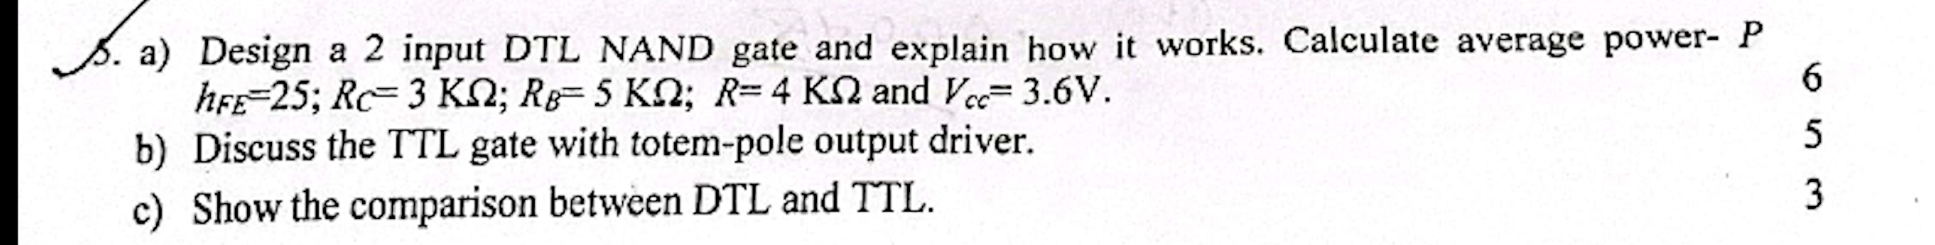 5. a) Design a 2 input DTL NAND gate and explain how it works. Calculate average power- P
hFE=25; RC= 3 KΩ; RB= 5 KΩ; R= 4 KΩ and Vcc= 3.6V. 6
b) Discuss the TTL gate with totem-pole output driver. 5
c) Show the comparison between DTL and TTL. 3